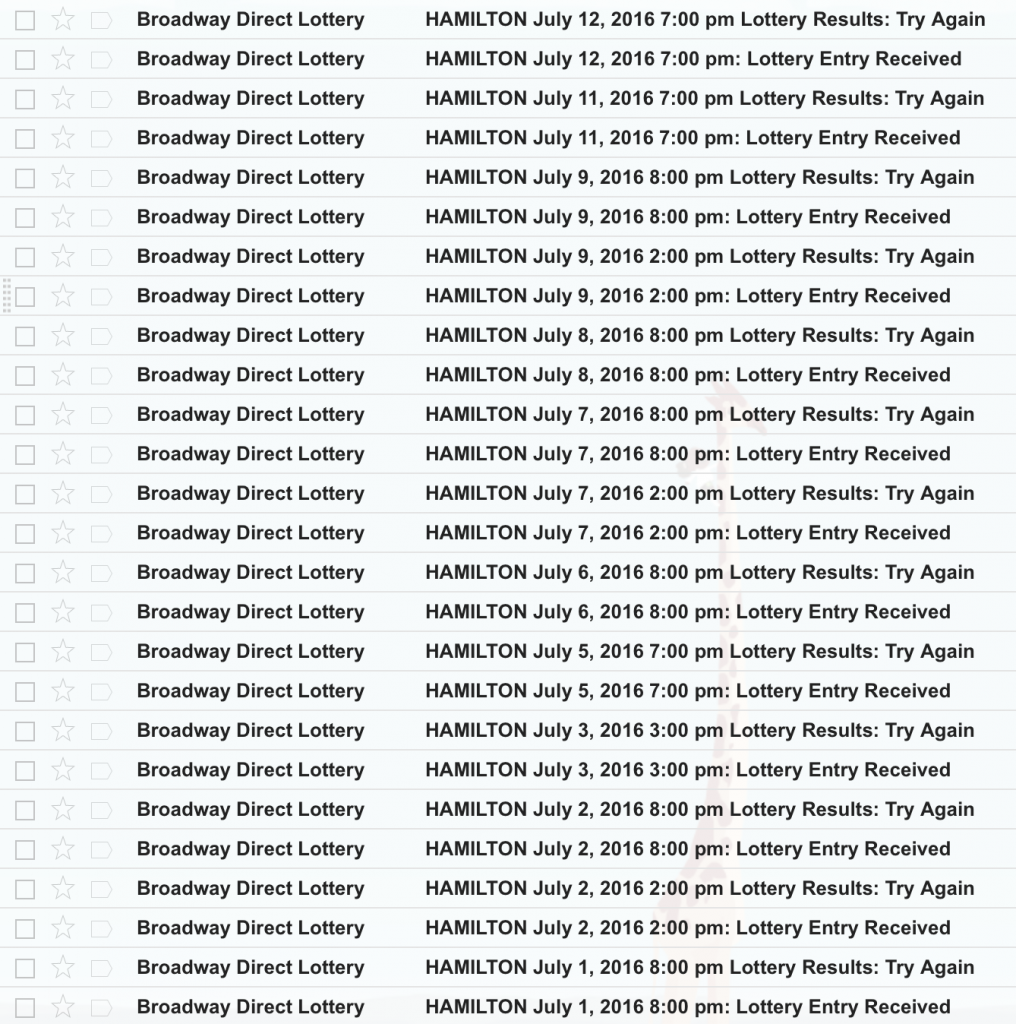 Broadway Direct Lottery HAMILTON July 12, 2016 7:00 pm Lottery Results: Try Again
Broadway Direct Lottery HAMILTON July 12, 2016 7:00 pm: Lottery Entry Received
Broadway Direct Lottery HAMILTON July 11, 2016 7:00 pm Lottery Results: Try Again
Broadway Direct Lottery HAMILTON July 11, 2016 7:00 pm: Lottery Entry Received
Broadway Direct Lottery HAMILTON July 9, 2016 8:00 pm Lottery Results: Try Again
Broadway Direct Lottery HAMILTON July 9, 2016 8:00 pm: Lottery Entry Received
Broadway Direct Lottery HAMILTON July 9, 2016 2:00 pm Lottery Results: Try Again
Broadway Direct Lottery HAMILTON July 9, 2016 2:00 pm: Lottery Entry Received
Broadway Direct Lottery HAMILTON July 8, 2016 8:00 pm Lottery Results: Try Again
Broadway Direct Lottery HAMILTON July 8, 2016 8:00 pm: Lottery Entry Received
Broadway Direct Lottery HAMILTON July 7, 2016 8:00 pm Lottery Results: Try Again
Broadway Direct Lottery HAMILTON July 7, 2016 8:00 pm: Lottery Entry Received
Broadway Direct Lottery HAMILTON July 7, 2016 2:00 pm Lottery Results: Try Again
Broadway Direct Lottery HAMILTON July 7, 2016 2:00 pm: Lottery Entry Received
Broadway Direct Lottery HAMILTON July 6, 2016 8:00 pm Lottery Results: Try Again
Broadway Direct Lottery HAMILTON July 6, 2016 8:00 pm: Lottery Entry Received
Broadway Direct Lottery HAMILTON July 5, 2016 7:00 pm Lottery Results: Try Again
Broadway Direct Lottery HAMILTON July 5, 2016 7:00 pm: Lottery Entry Received
Broadway Direct Lottery HAMILTON July 3, 2016 3:00 pm Lottery Results: Try Again
Broadway Direct Lottery HAMILTON July 3, 2016 3:00 pm: Lottery Entry Received
Broadway Direct Lottery HAMILTON July 2, 2016 8:00 pm Lottery Results: Try Again
Broadway Direct Lottery HAMILTON July 2, 2016 8:00 pm: Lottery Entry Received
Broadway Direct Lottery HAMILTON July 2, 2016 2:00 pm Lottery Results: Try Again
Broadway Direct Lottery HAMILTON July 2, 2016 2:00 pm: Lottery Entry Received
Broadway Direct Lottery HAMILTON July 1, 2016 8:00 pm Lottery Results: Try Again
Broadway Direct Lottery HAMILTON July 1, 2016 8:00 pm: Lottery Entry Received